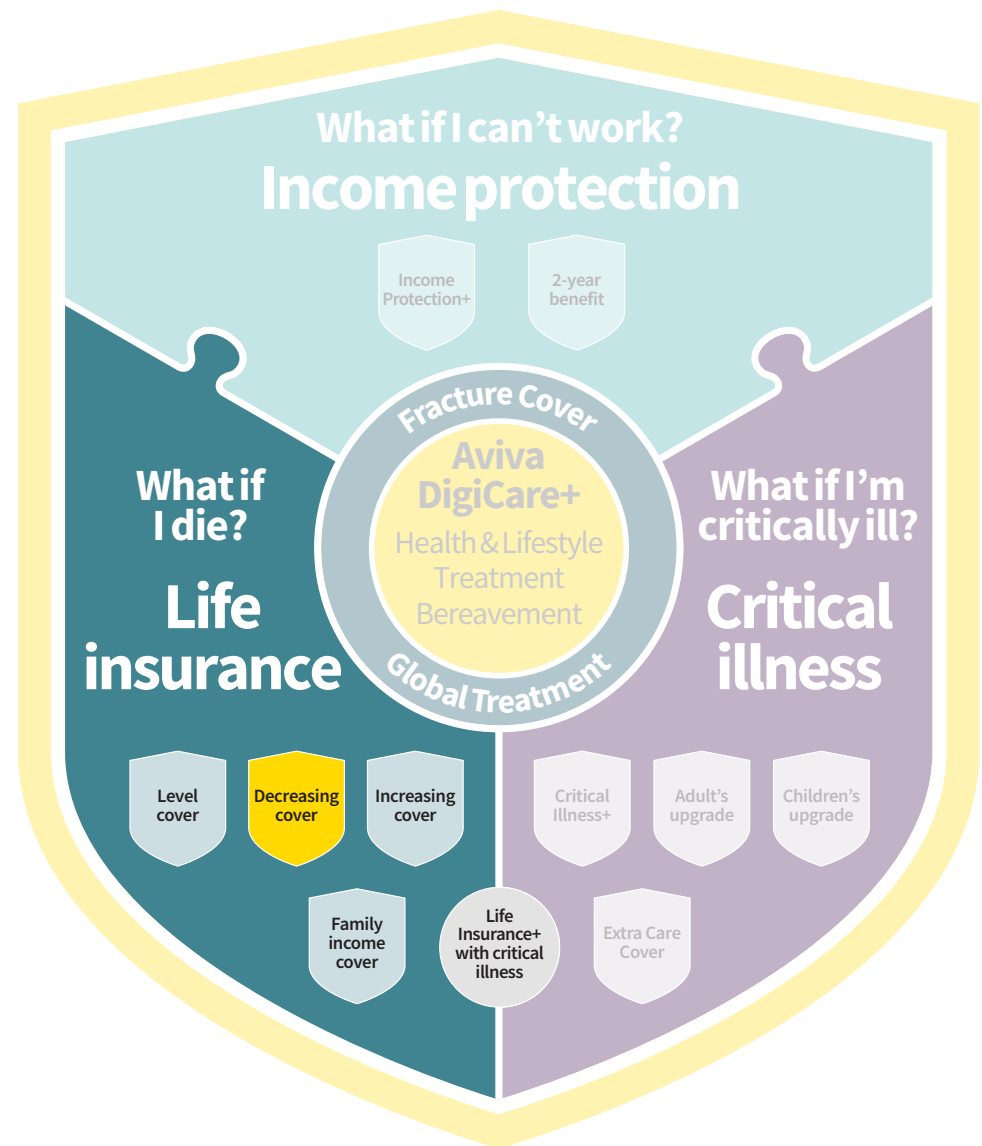 What if I can't work?
Income protection
Income
Protection+
2-year
benefit
Fracture Cover
Aviva
DigiCare+
Health & Lifestyle
Treatment
Bereavement
Global Treatment
What if
I die?
Life
insurance
What if I'm
critically ill?
Critical
illness
Level
cover
Decreasing
cover
Increasing
cover
Critical
Illness+
Adult's
upgrade
Children's
upgrade
Family
income
cover
Life
Insurance+
with critical
illness
Extra Care
Cover